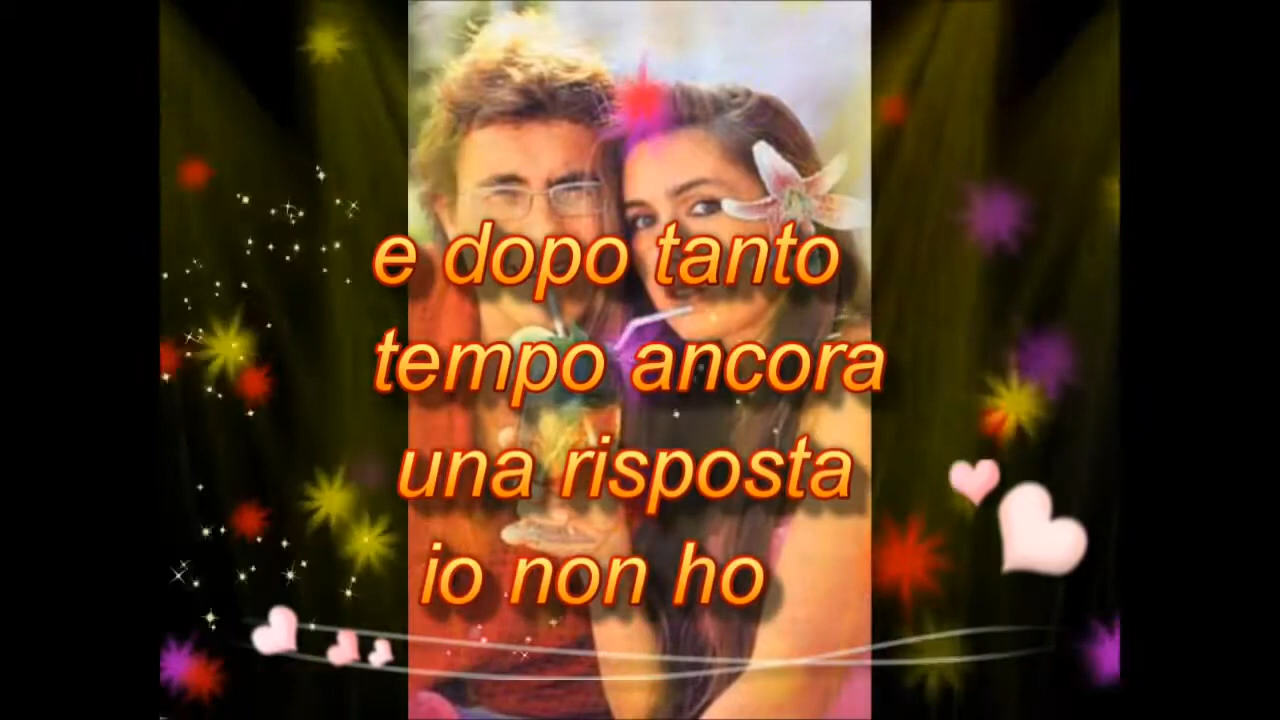 e dopo tanto
tempo ancora
una risposta
io non ho